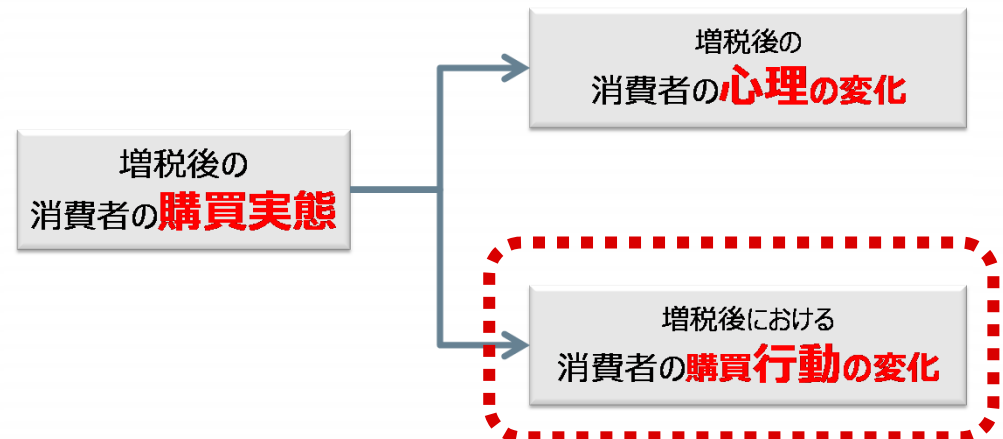 増税後の
消費者の心理の変化
増税後の
消費者の購買実態
増税後における
消費者の購買行動の変化